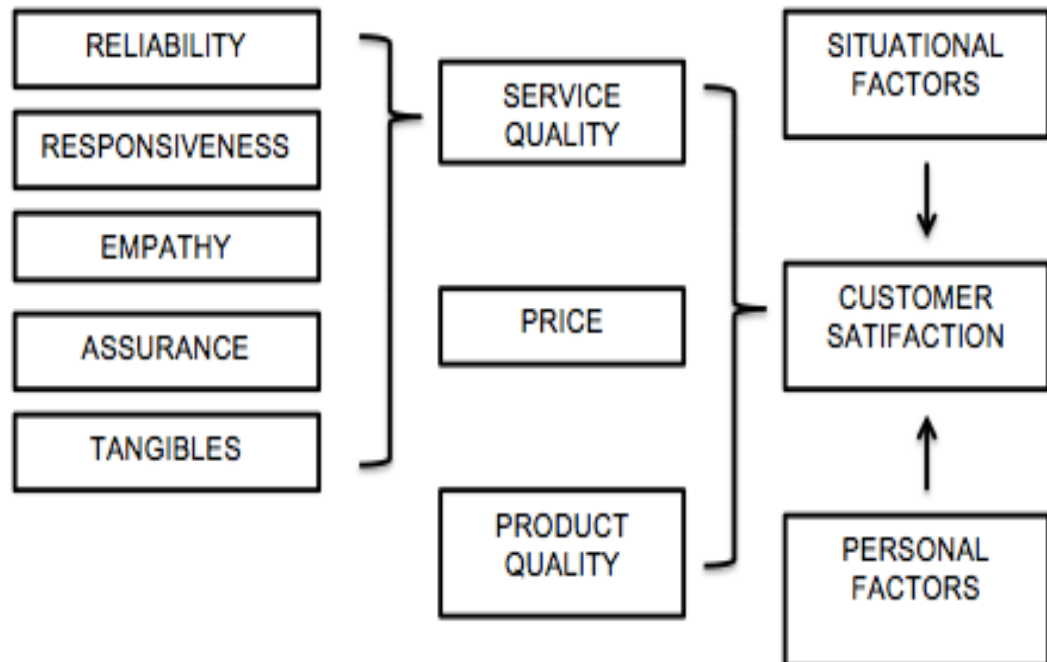 RELIABILITY
RESPONSIVENESS
EMPATHY
ASSURANCE
TANGIBLES
SERVICE
QUALITY
PRICE
PRODUCT
QUALITY
SITUATIONAL
FACTORS
CUSTOMER
SATIFACTION
PERSONAL
FACTORS